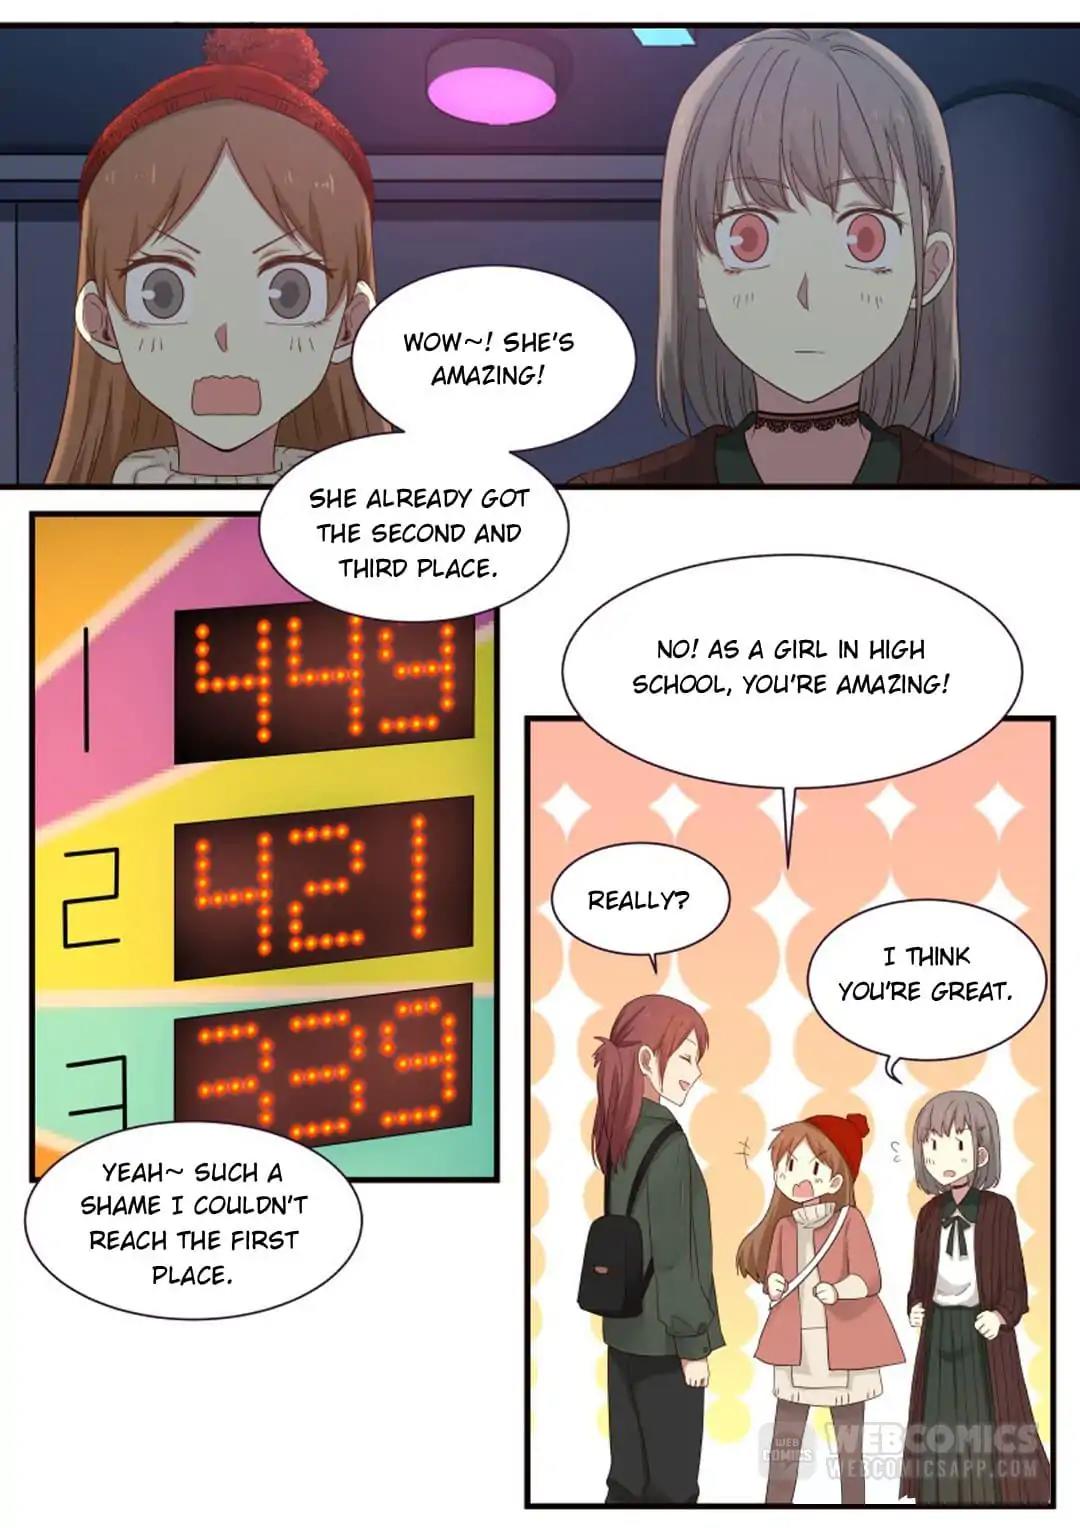 WOW~! SHE'S
AMAZING!
SHE ALREADY GOT
THE SECOND AND
THIRD PLACE.
1 449
2 421
3 339
YEAH~ SUCH A
SHAME I COULDN'T
REACH THE FIRST
PLACE.
NO! AS A GIRL IN HIGH
SCHOOL, YOU'RE AMAZING!
REALLY?
I THINK
YOU'RE GREAT.
WEB
COMICS
WEBCOMICS
WEBCOMICSAPP.COM